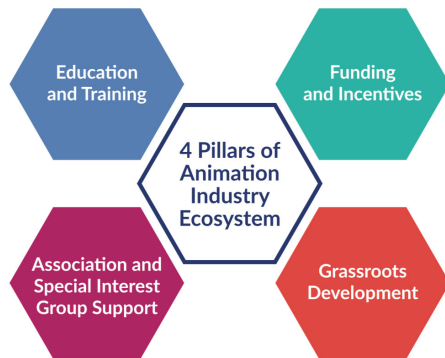 Education
and Training
Funding
and Incentives
4 Pillars of
Animation
Industry
Ecosystem
Association and
Special Interest
Group Support
Grassroots
Development